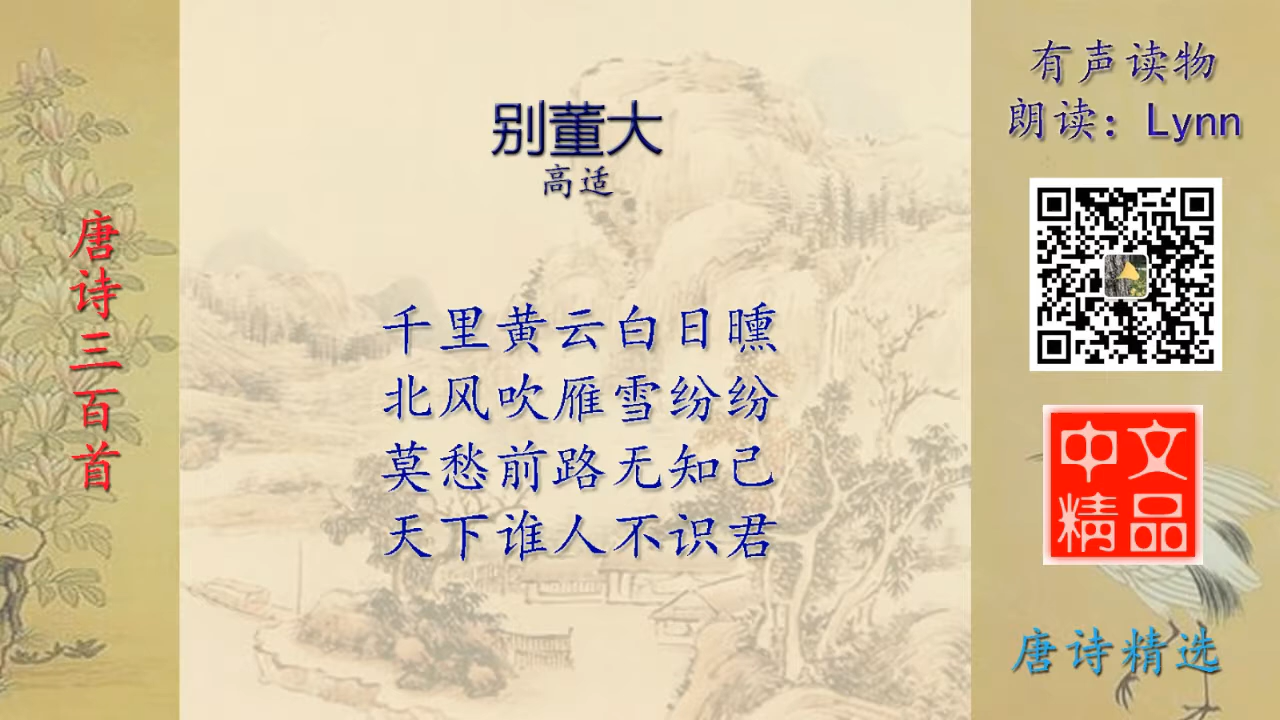 别董大
高适
千里黄云白日曛
北风吹雁雪纷纷
莫愁前路无知己
天下谁人不识君
唐诗三百首
有声读物
朗读：Lynn
中文
精品
唐诗精选